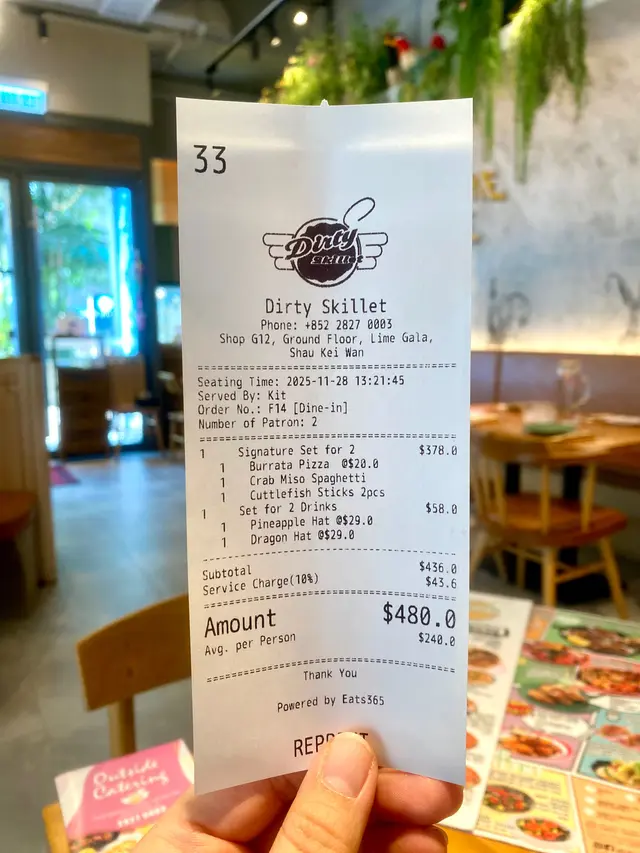 33
Dirty
Dirty Skillet
Phone: +852 2827 0003
Shop G12, Ground Floor, Lime Gala,
Shau Kei Wan
Seating Time: 2025-11-28 13:21:45
Served By: Kit
Order No.: F14 [Dine-in]
Number of Patron: 2
1 Signature Set for 2 $378.0
1 Burrata Pizza @$20.0
1 Crab Miso Spaghetti
1 Cuttlefish Sticks 2pcs
1 Set for 2 Drinks $58.0
1 Pineapple Hat @$29.0
1 Dragon Hat @$29.0
Subtotal $436.0
Service Charge(10%) $43.6
Amount $480.0
Avg. per Person $240.0
Thank You
Powered by Eats365
Outside
Catering